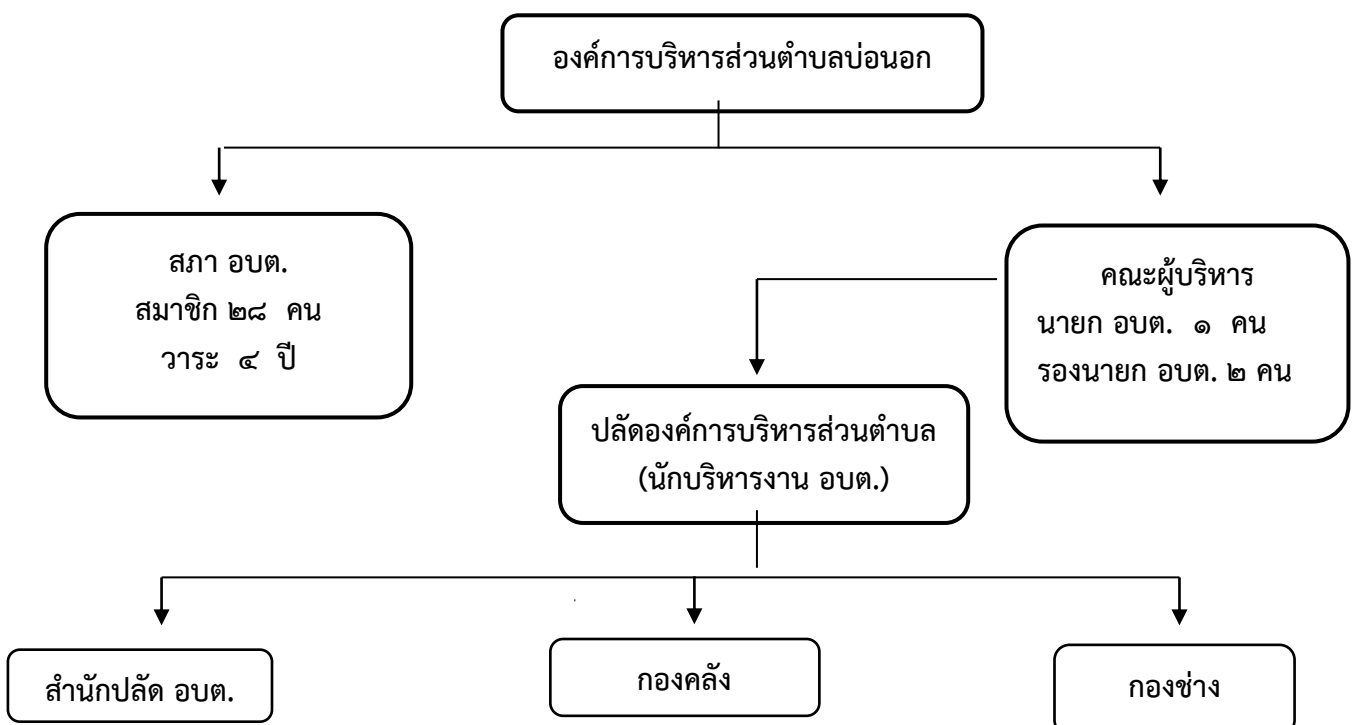 องค์การบริหารส่วนตำบลบ่อนอก
สภา อบต.
สมาชิก ๒๘ คน
วาระ ๔ ปี
คณะผู้บริหาร
นายก อบต. ๑ คน
รองนายก อบต. ๒ คน
ปลัดองค์การบริหารส่วนตำบล
(นักบริหารงาน อบต.)
สำนักปลัด อบต.
กองคลัง
กองช่าง